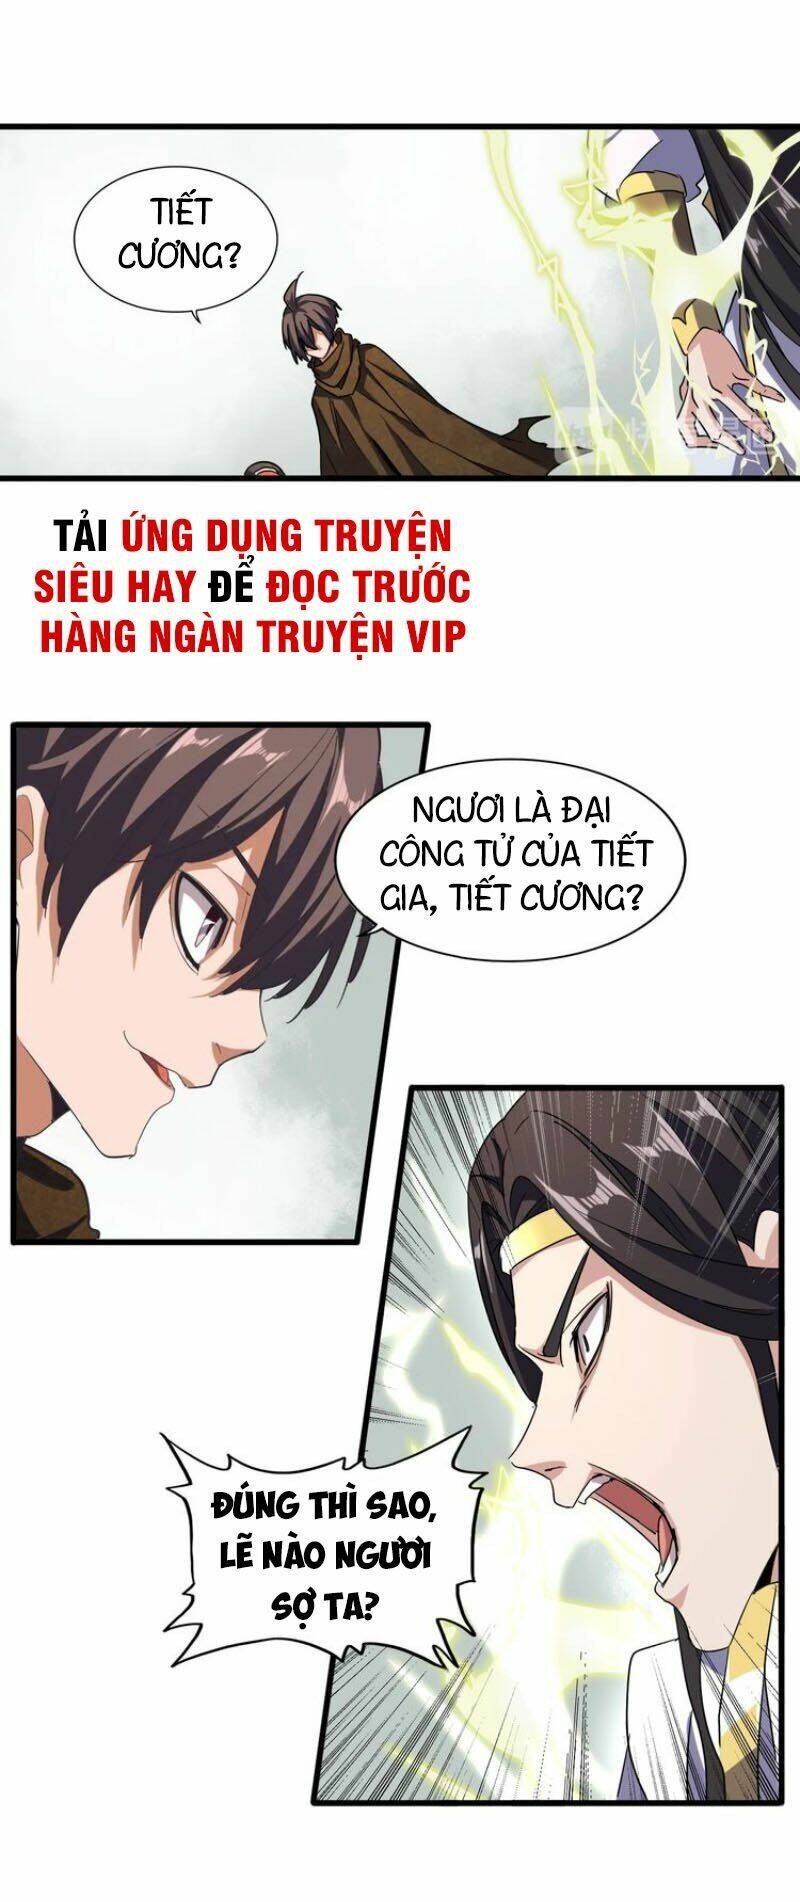 TIẾT
CƯƠNG?
TẢI ỨNG DỤNG TRUYỆN
SIÊU HAY ĐỂ ĐỌC TRƯỚC
HÀNG NGÀN TRUYỆN VIP
NGƯƠI LÀ ĐẠI
CÔNG TỬ CỦA TIẾT
GIA, TIẾT CƯƠNG?
ĐÚNG THÌ SAO,
LẼ NÀO NGƯƠI
SỢ TA?